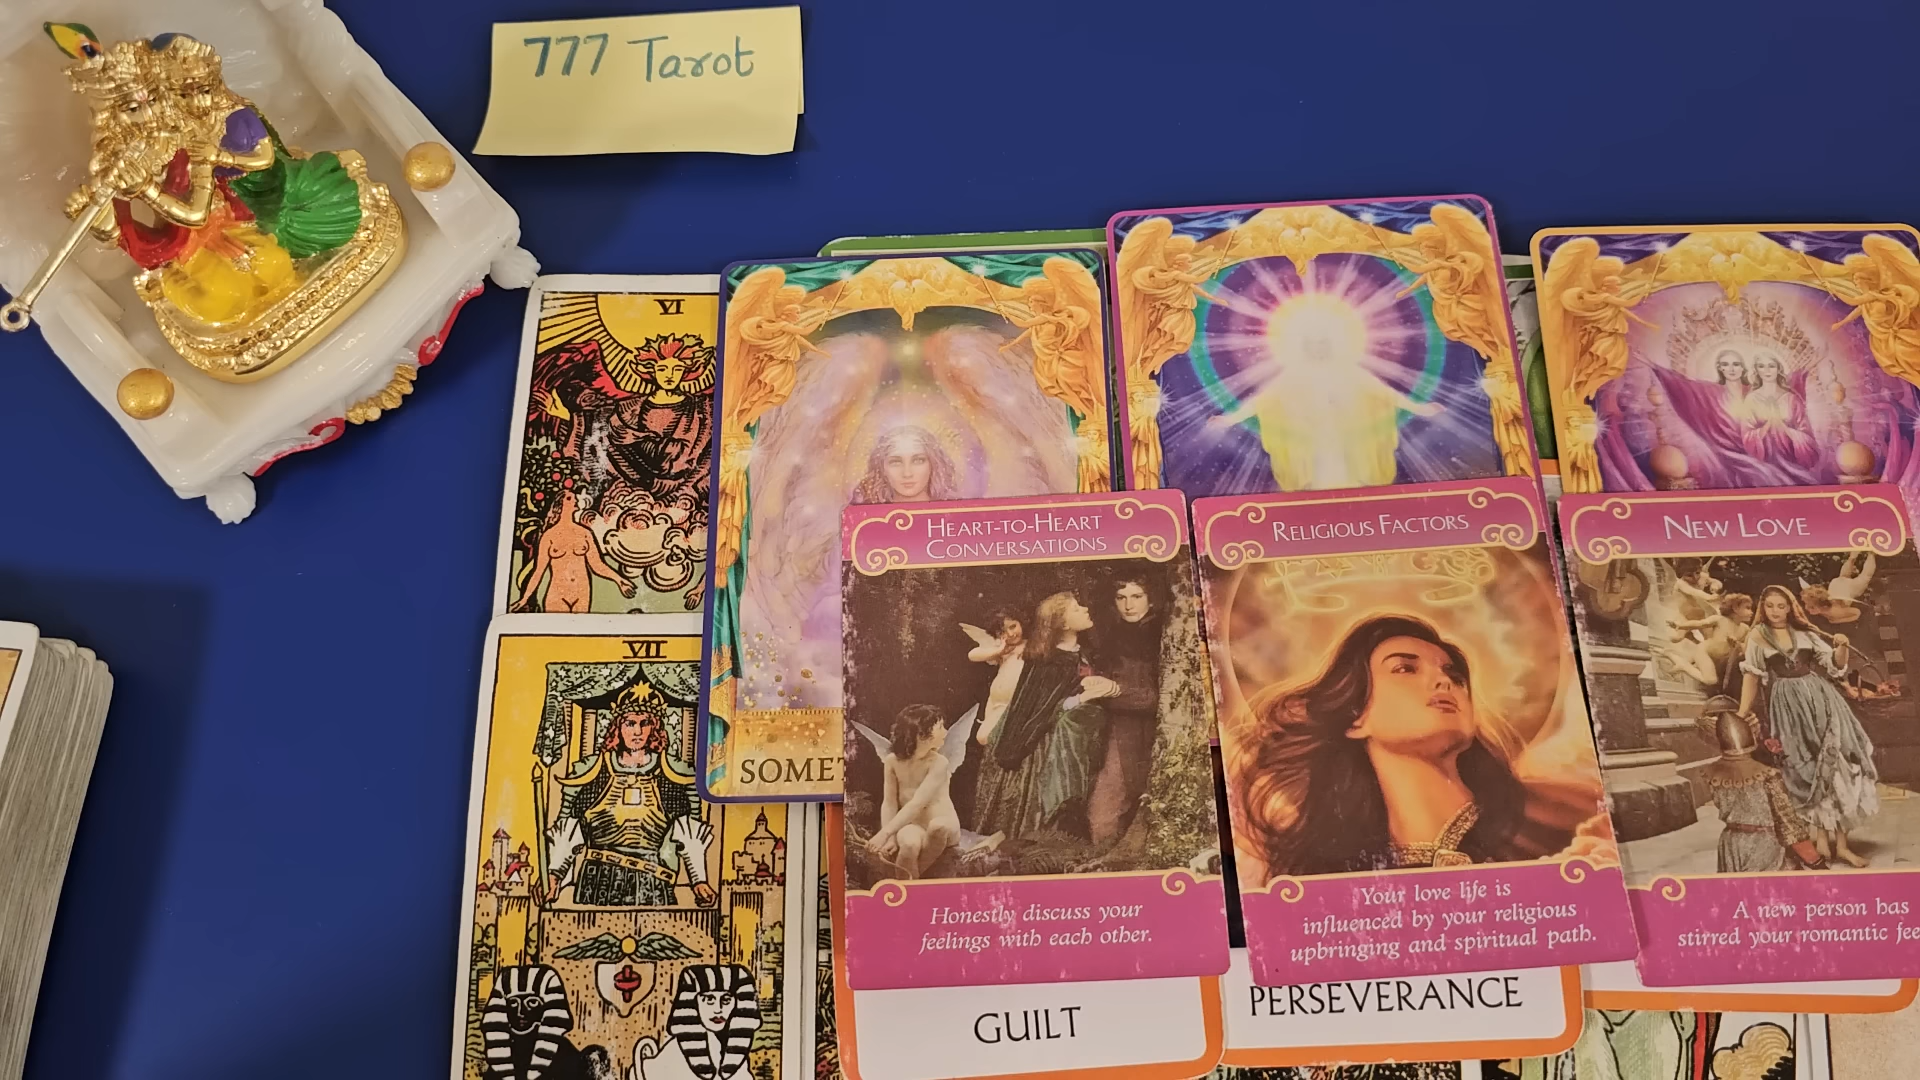 777 Tarot
VI
VII
HEART-TO-HEART
CONVERSATIONS
Honestly discuss your
feelings with each other.
RELIGIOUS FACTORS
Your love life is
influenced by your religious
upbringing and spiritual path.
NEW LOVE
A new person has
stirred your romantic
GUILT
PERSEVERANCE